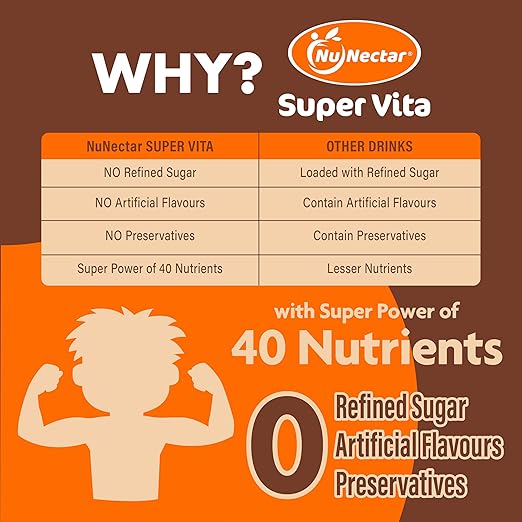 WHY?
NuNectar®
Super Vita
NuNectar SUPER VITA OTHER DRINKS
NO Refined Sugar Loaded with Refined Sugar
NO Artificial Flavours Contain Artificial Flavours
NO Preservatives Contain Preservatives
Super Power of 40 Nutrients Lesser Nutrients
with Super Power of
40 Nutrients
0
Refined Sugar
Artificial Flavours
Preservatives